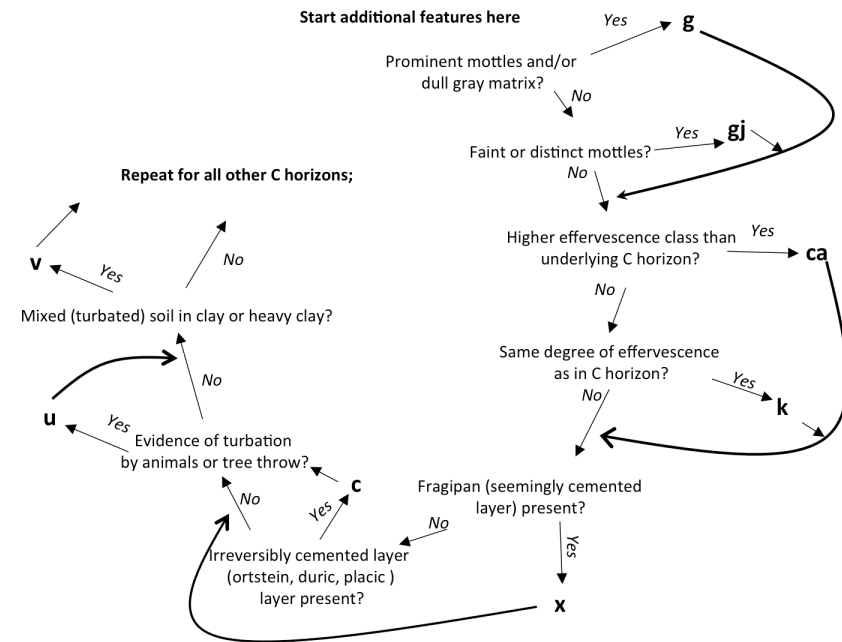 Start additional features here
Yes
g
Prominent mottles and/or
dull gray matrix?
No
Yes
gj
Faint or distinct mottles?
No
Higher effervescence class than
underlying C horizon?
Yes
ca
No
Same degree of effervescence
as in C horizon?
Yes
k
No
Fragipan (seemingly cemented
layer) present?
No
Yes
x
Irreversibly cemented layer
(ortstein, duric, placic )
layer present?
Yes
c
No
Evidence of turbation
by animals or tree throw?
Yes
u
No
Mixed (turbated) soil in clay or heavy clay?
Yes
v
No
Repeat for all other C horizons;